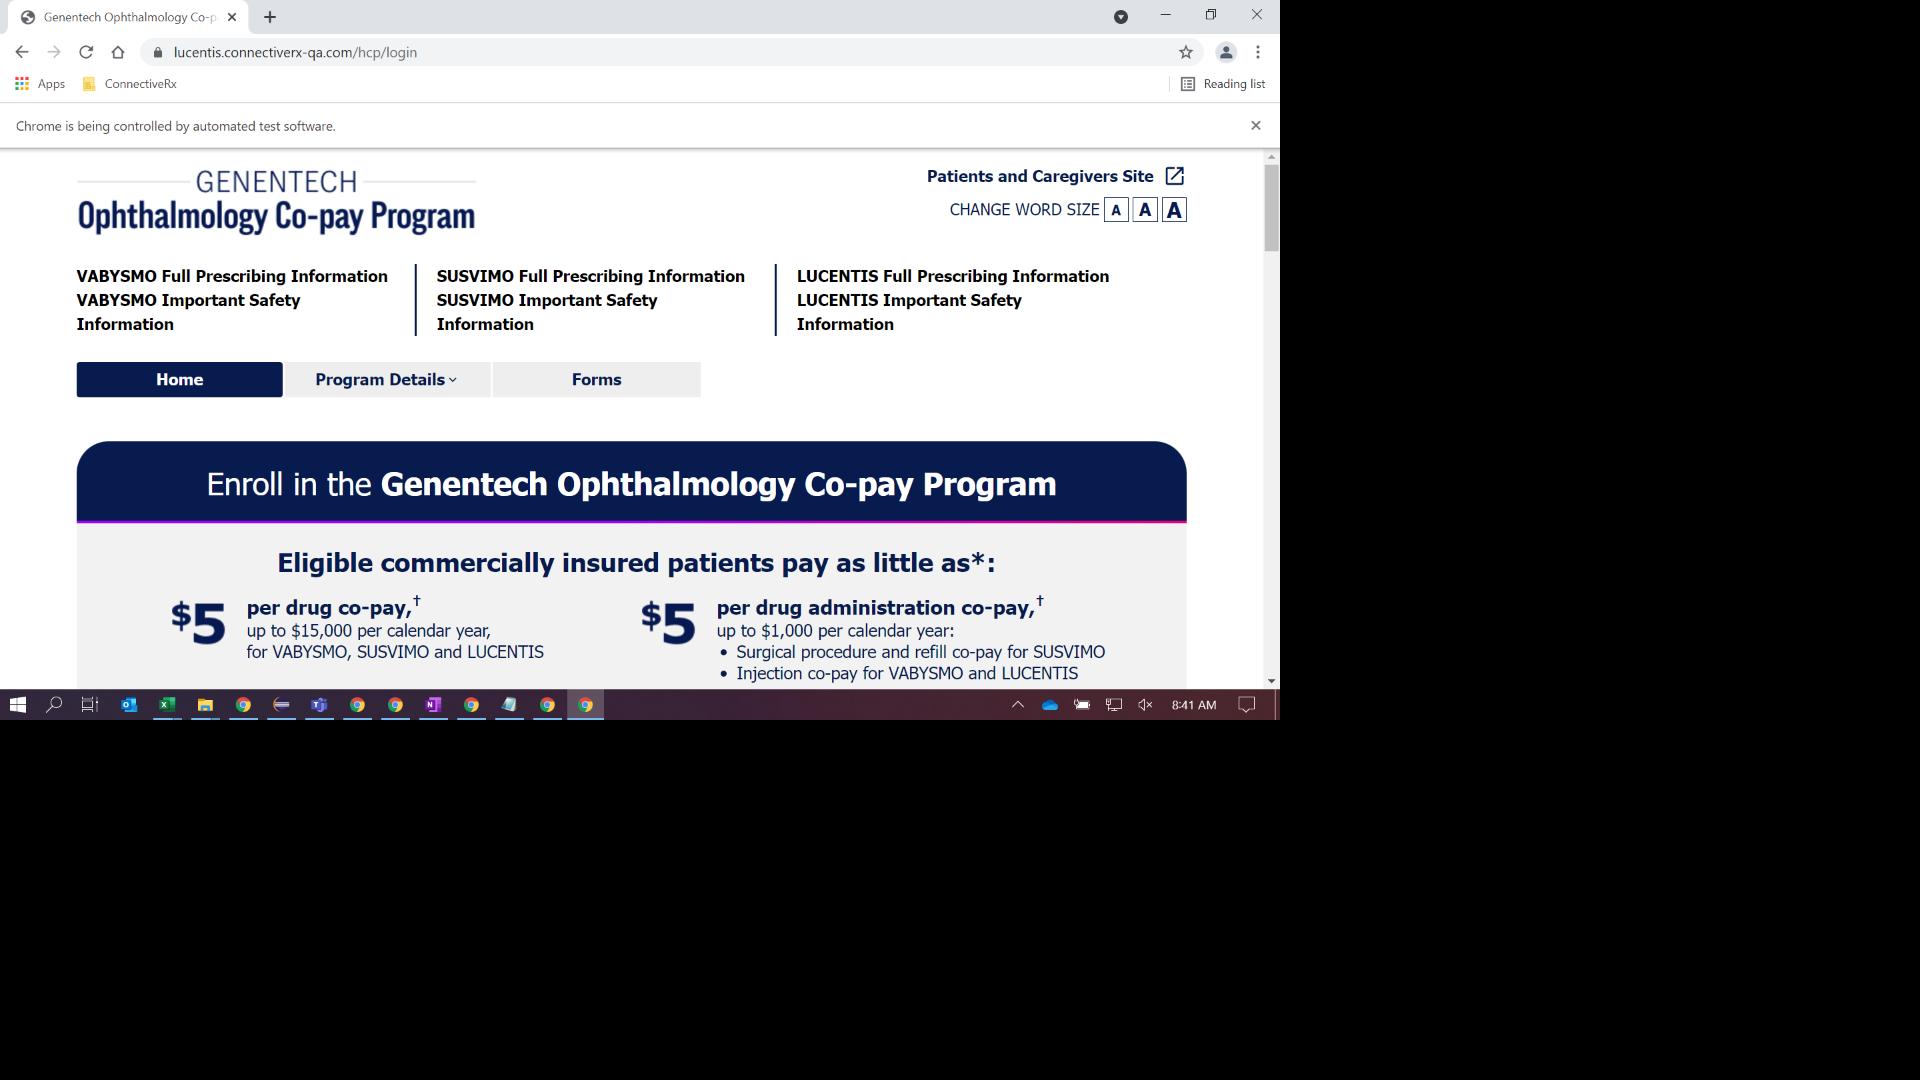 Genentech Ophthalmology Co-p
lucentis.connectiverx-qa.com/hcp/login
Apps
ConnectiveRx
Reading list
Chrome is being controlled by automated test software.
GENENTECH
Ophthalmology Co-pay Program
Patients and Caregivers Site
CHANGE WORD SIZE A A A
VABYSMO Full Prescribing Information
VABYSMO Important Safety
Information
SUSVIMO Full Prescribing Information
SUSVIMO Important Safety
Information
LUCENTIS Full Prescribing Information
LUCENTIS Important Safety
Information
Home
Program Details
Forms
Enroll in the Genentech Ophthalmology Co-pay Program
Eligible commercially insured patients pay as little as*:
$5
per drug co-pay,†
up to $15,000 per calendar year,
for VABYSMO, SUSVIMO and LUCENTIS
$5
per drug administration co-pay,†
up to $1,000 per calendar year:
• Surgical procedure and refill co-pay for SUSVIMO
• Injection co-pay for VABYSMO and LUCENTIS
8:41 AM